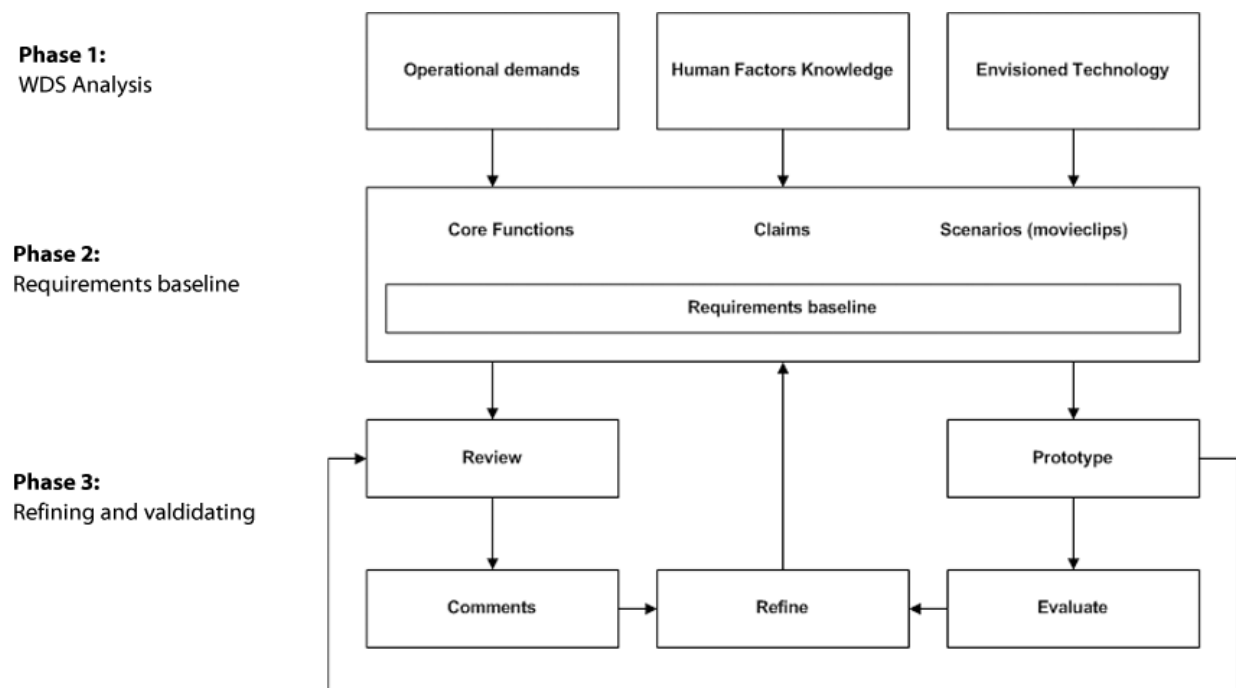 Phase 1:
WDS Analysis
Operational demands
Human Factors Knowledge
Envisioned Technology
Phase 2:
Requirements baseline
Core Functions
Claims
Scenarios (movieclips)
Requirements baseline
Phase 3:
Refining and valdidating
Review
Prototype
Comments
Refine
Evaluate